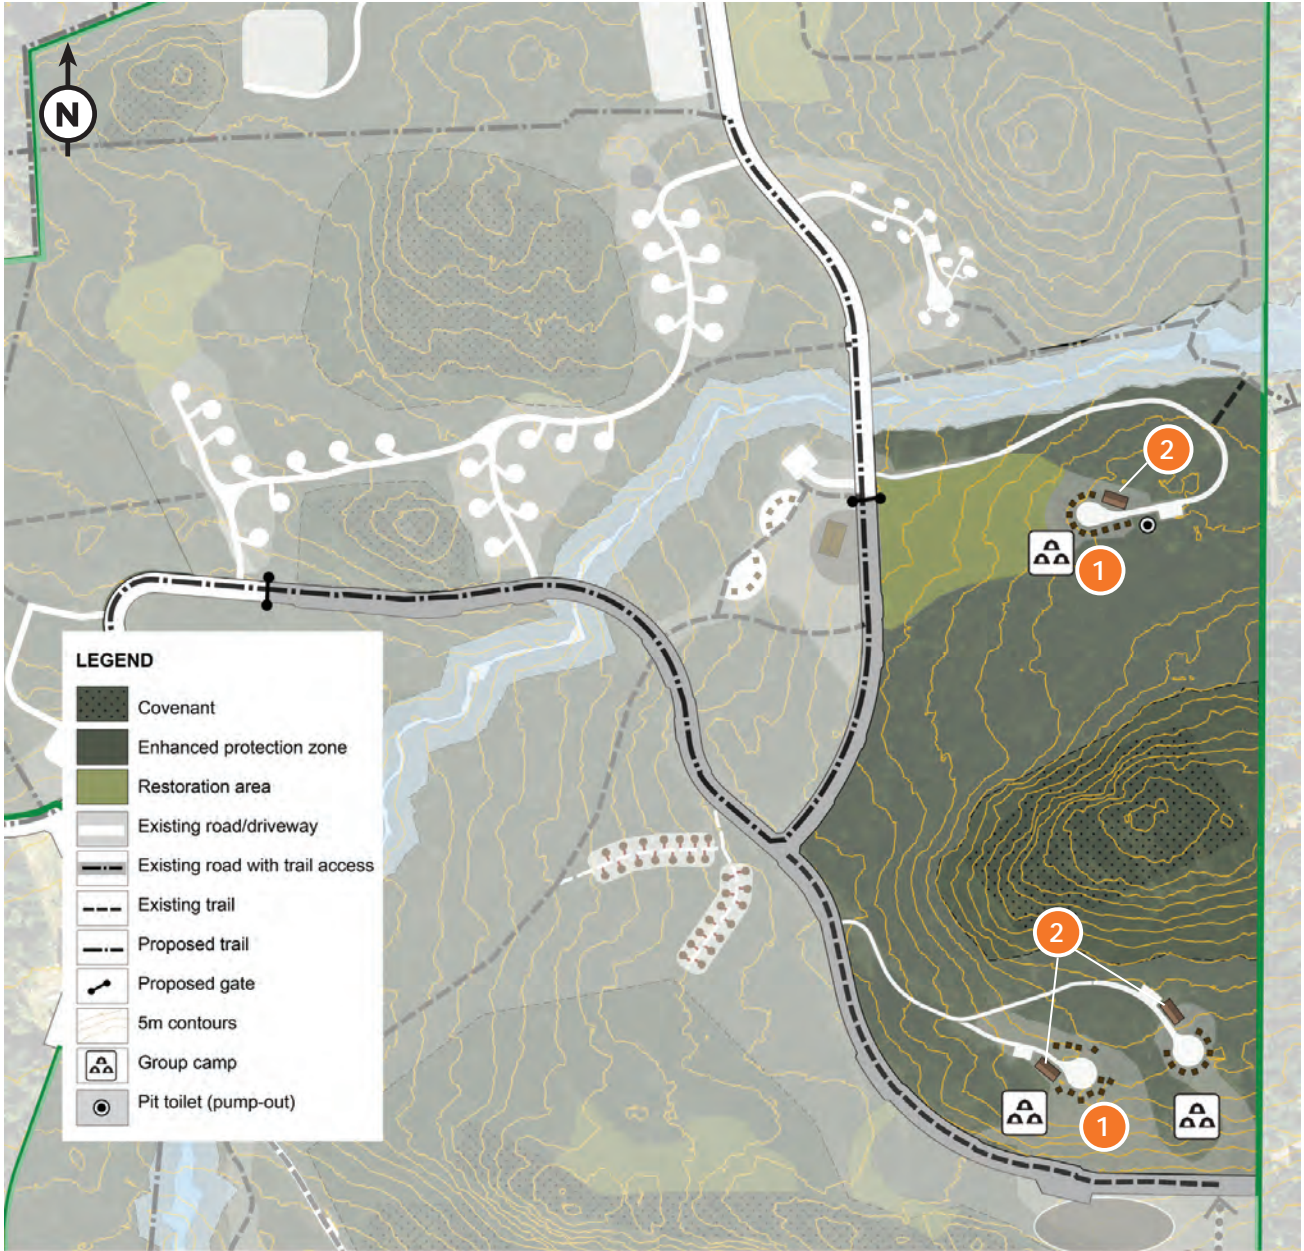 N
2
1
LEGEND
Covenant
Enhanced protection zone
Restoration area
Existing road/driveway
Existing road with trail access
Existing trail
Proposed trail
Proposed gate
5m contours
Group camp
Pit toilet (pump-out)
2
1